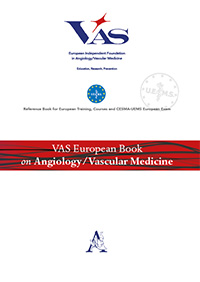 VAS
European Independent Foundation
in Angiology/Vascular Medicine
Education, Research, Prevention
U.E.M.S.
Reference Book for European Training, Courses and CESMA-UEMS European Exam
VAS European Book
on Angiology/Vascular Medicine